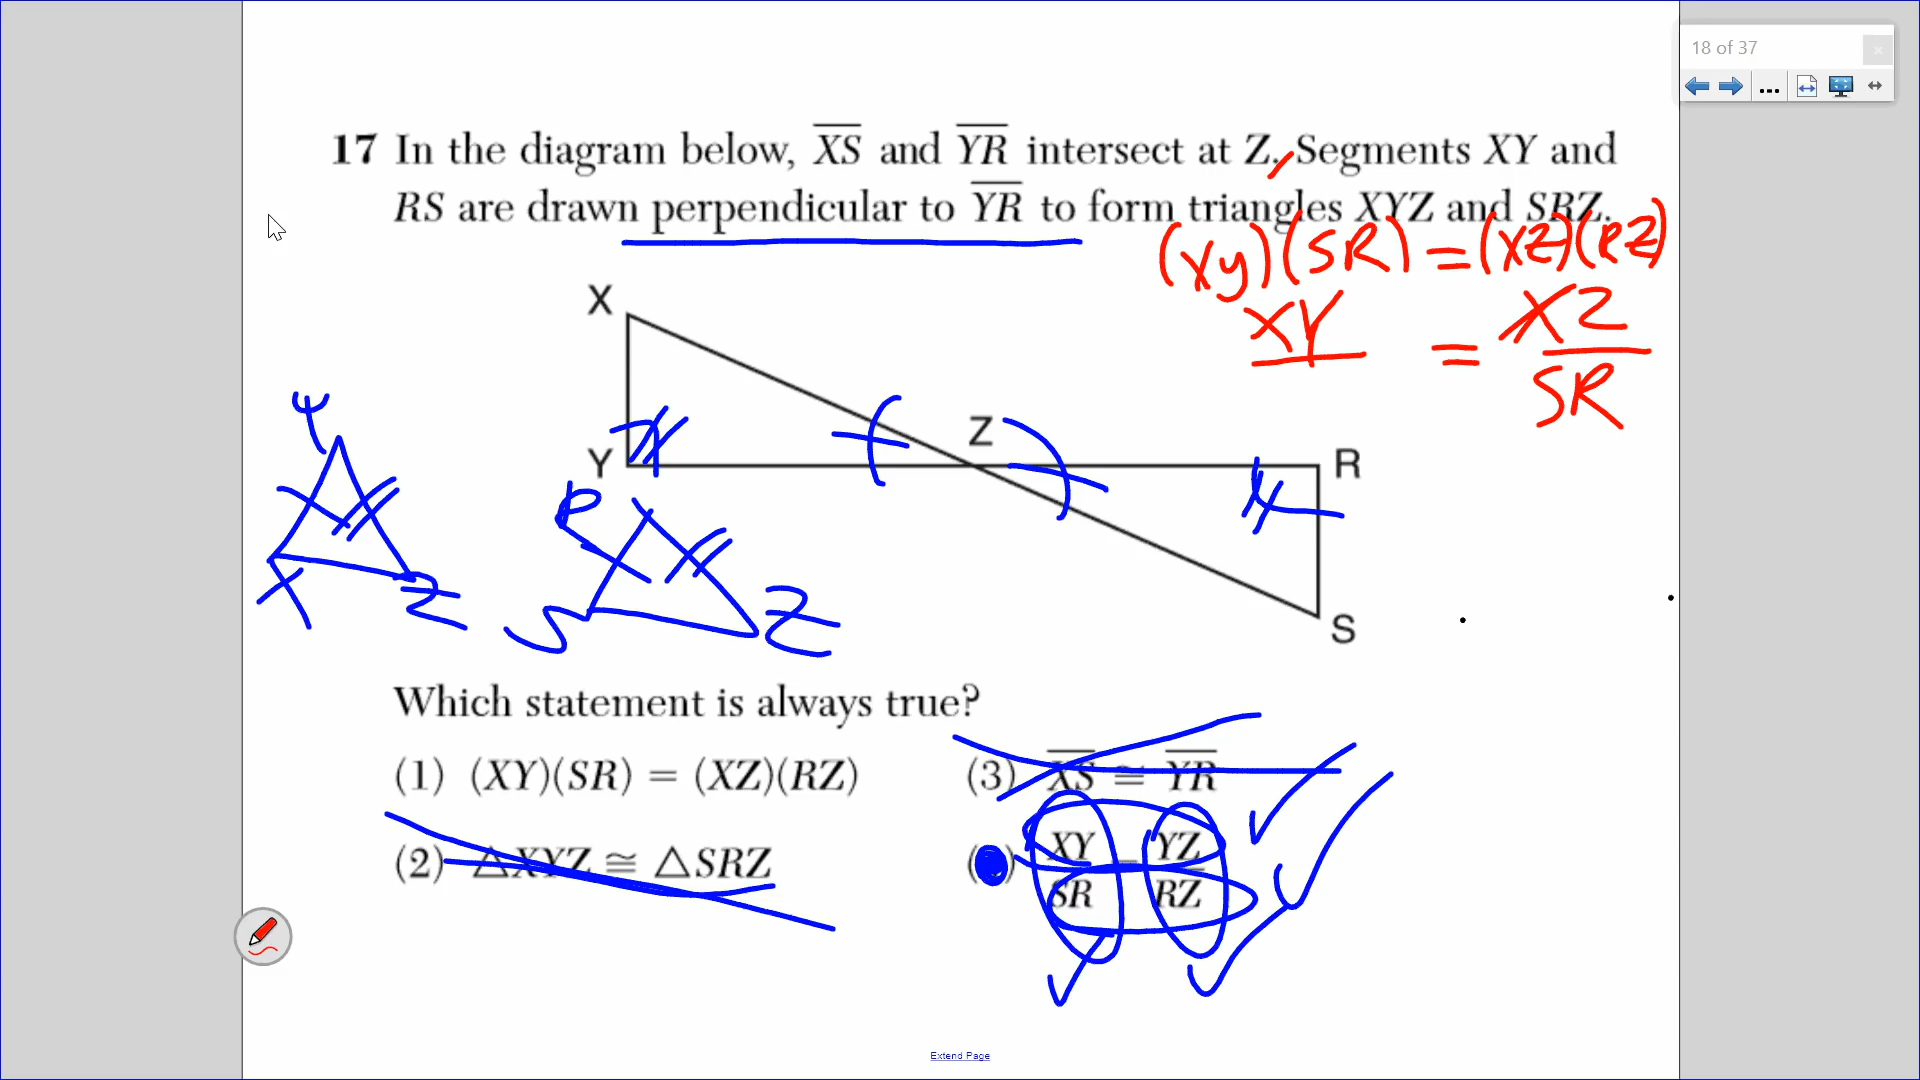 18 of 37
17 In the diagram below, XS and YR intersect at Z. Segments XY and
RS are drawn perpendicular to YR to form triangles XYZ and SRZ.
(xy)(SR) = (XZ)(RZ)
XY = XZ
SR
X
Y
Z
R
S
Y
X
Z
R
S
Z
Which statement is always true?
(1) (XY)(SR) = (XZ)(RZ)
(3) XS ≅ YR
(2) △XYZ ≅ △SRZ
XY = YZ
SR RZ
Extend Page